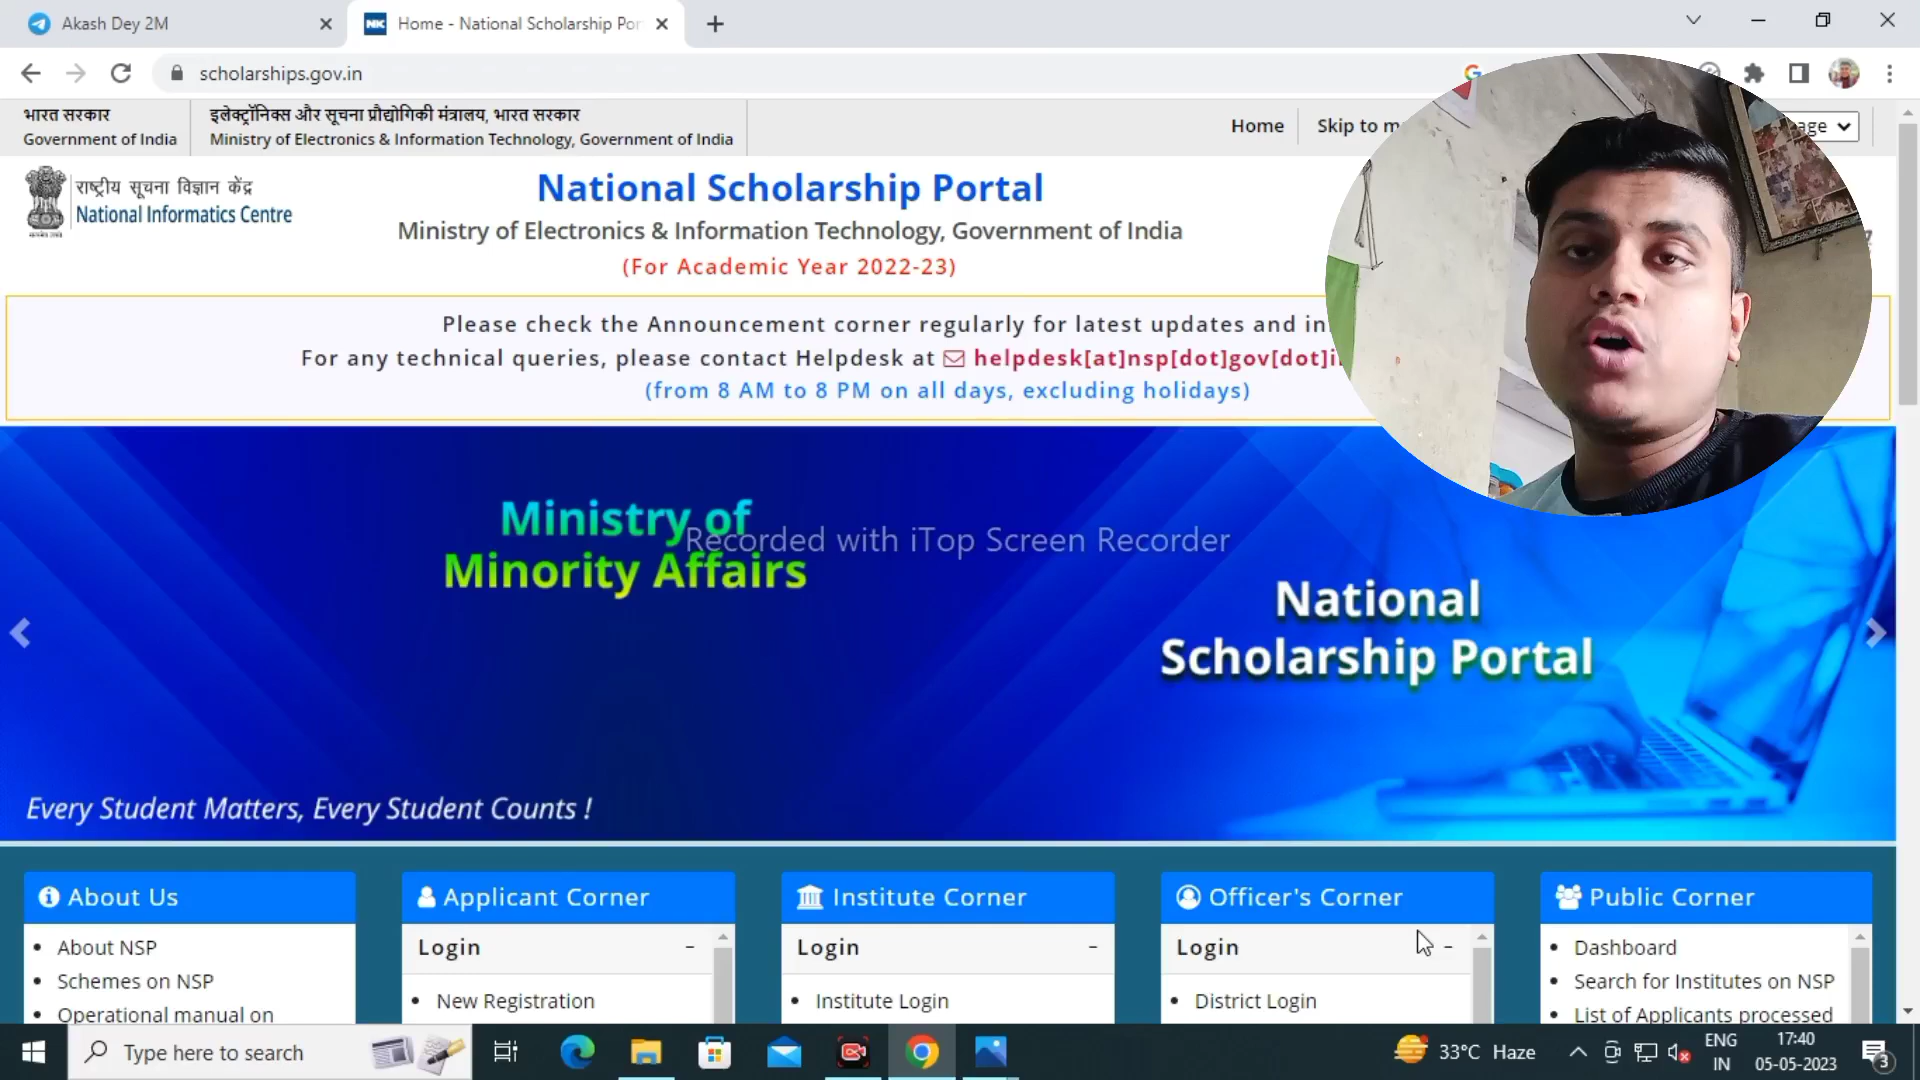 Akash Dey 2M
Home - National Scholarship Por
scholarships.gov.in
भारत सरकार
Government of India
इलेक्ट्रॉनिक्स और सूचना प्रौद्योगिकी मंत्रालय, भारत सरकार
Ministry of Electronics & Information Technology, Government of India
Home
Skip to m
age
राष्ट्रीय सूचना विज्ञान केंद्र
National Informatics Centre
National Scholarship Portal
Ministry of Electronics & Information Technology, Government of India
(For Academic Year 2022-23)
Please check the Announcement corner regularly for latest updates and in
For any technical queries, please contact Helpdesk at helpdesk[at]nsp[dot]gov[dot]i
(from 8 AM to 8 PM on all days, excluding holidays)
Ministry of
Minority Affairs
Recorded with iTop Screen Recorder
National
Scholarship Portal
Every Student Matters, Every Student Counts !
About Us
About NSP
Schemes on NSP
Operational manual on
Applicant Corner
Login
New Registration
Institute Corner
Login
Institute Login
Officer's Corner
Login
District Login
Public Corner
Dashboard
Search for Institutes on NSP
List of Applicants processed
Type here to search
33°C Haze
ENG
IN
17:40
05-05-2023
3